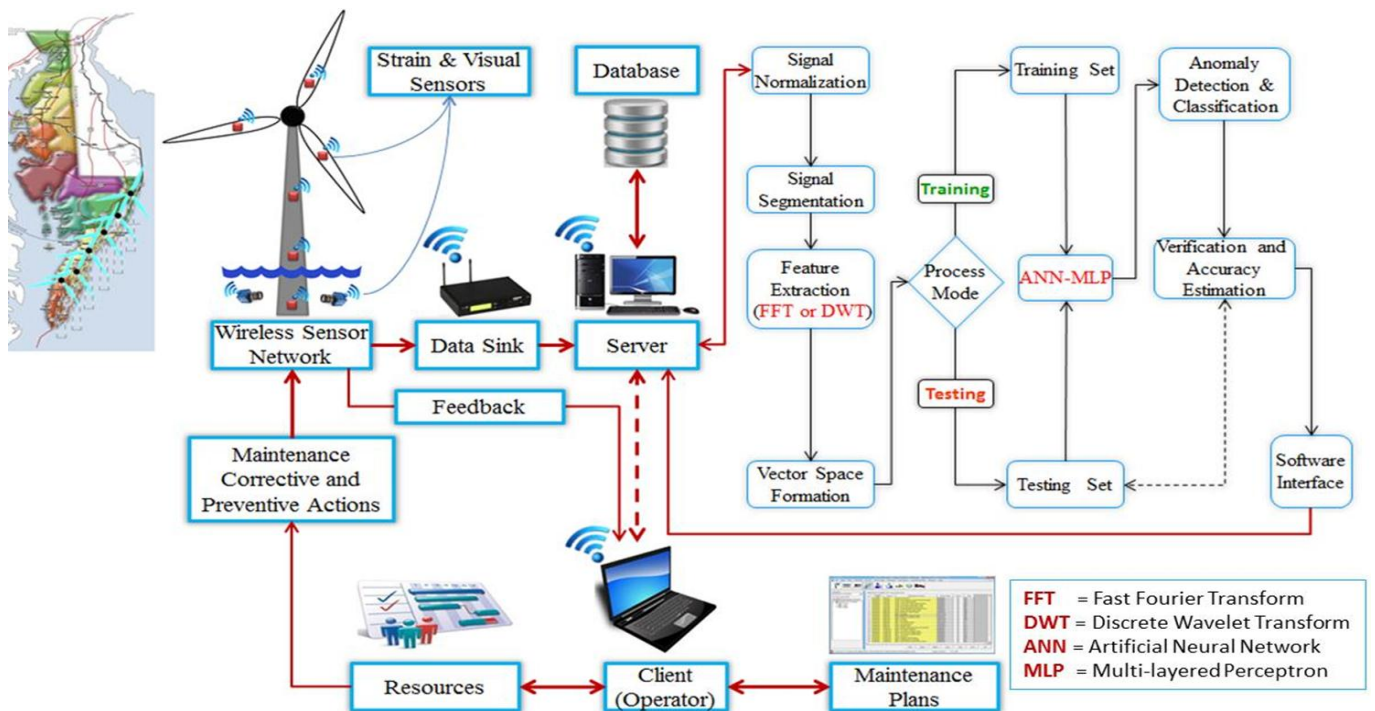 Strain & Visual
Sensors
Database
Signal
Normalization
Training Set
Anomaly
Detection &
Classification
Signal
Segmentation
Training
Feature
Extraction
(FFT or DWT)
Process
Mode
ANN-MLP
Verification and
Accuracy
Estimation
Wireless Sensor
Network
Data Sink
Server
Feedback
Testing
Maintenance
Corrective and
Preventive Actions
Vector Space
Formation
Testing Set
Software
Interface
Resources
Client
(Operator)
Maintenance
Plans
FFT = Fast Fourier Transform
DWT = Discrete Wavelet Transform
ANN = Artificial Neural Network
MLP = Multi-layered Perceptron